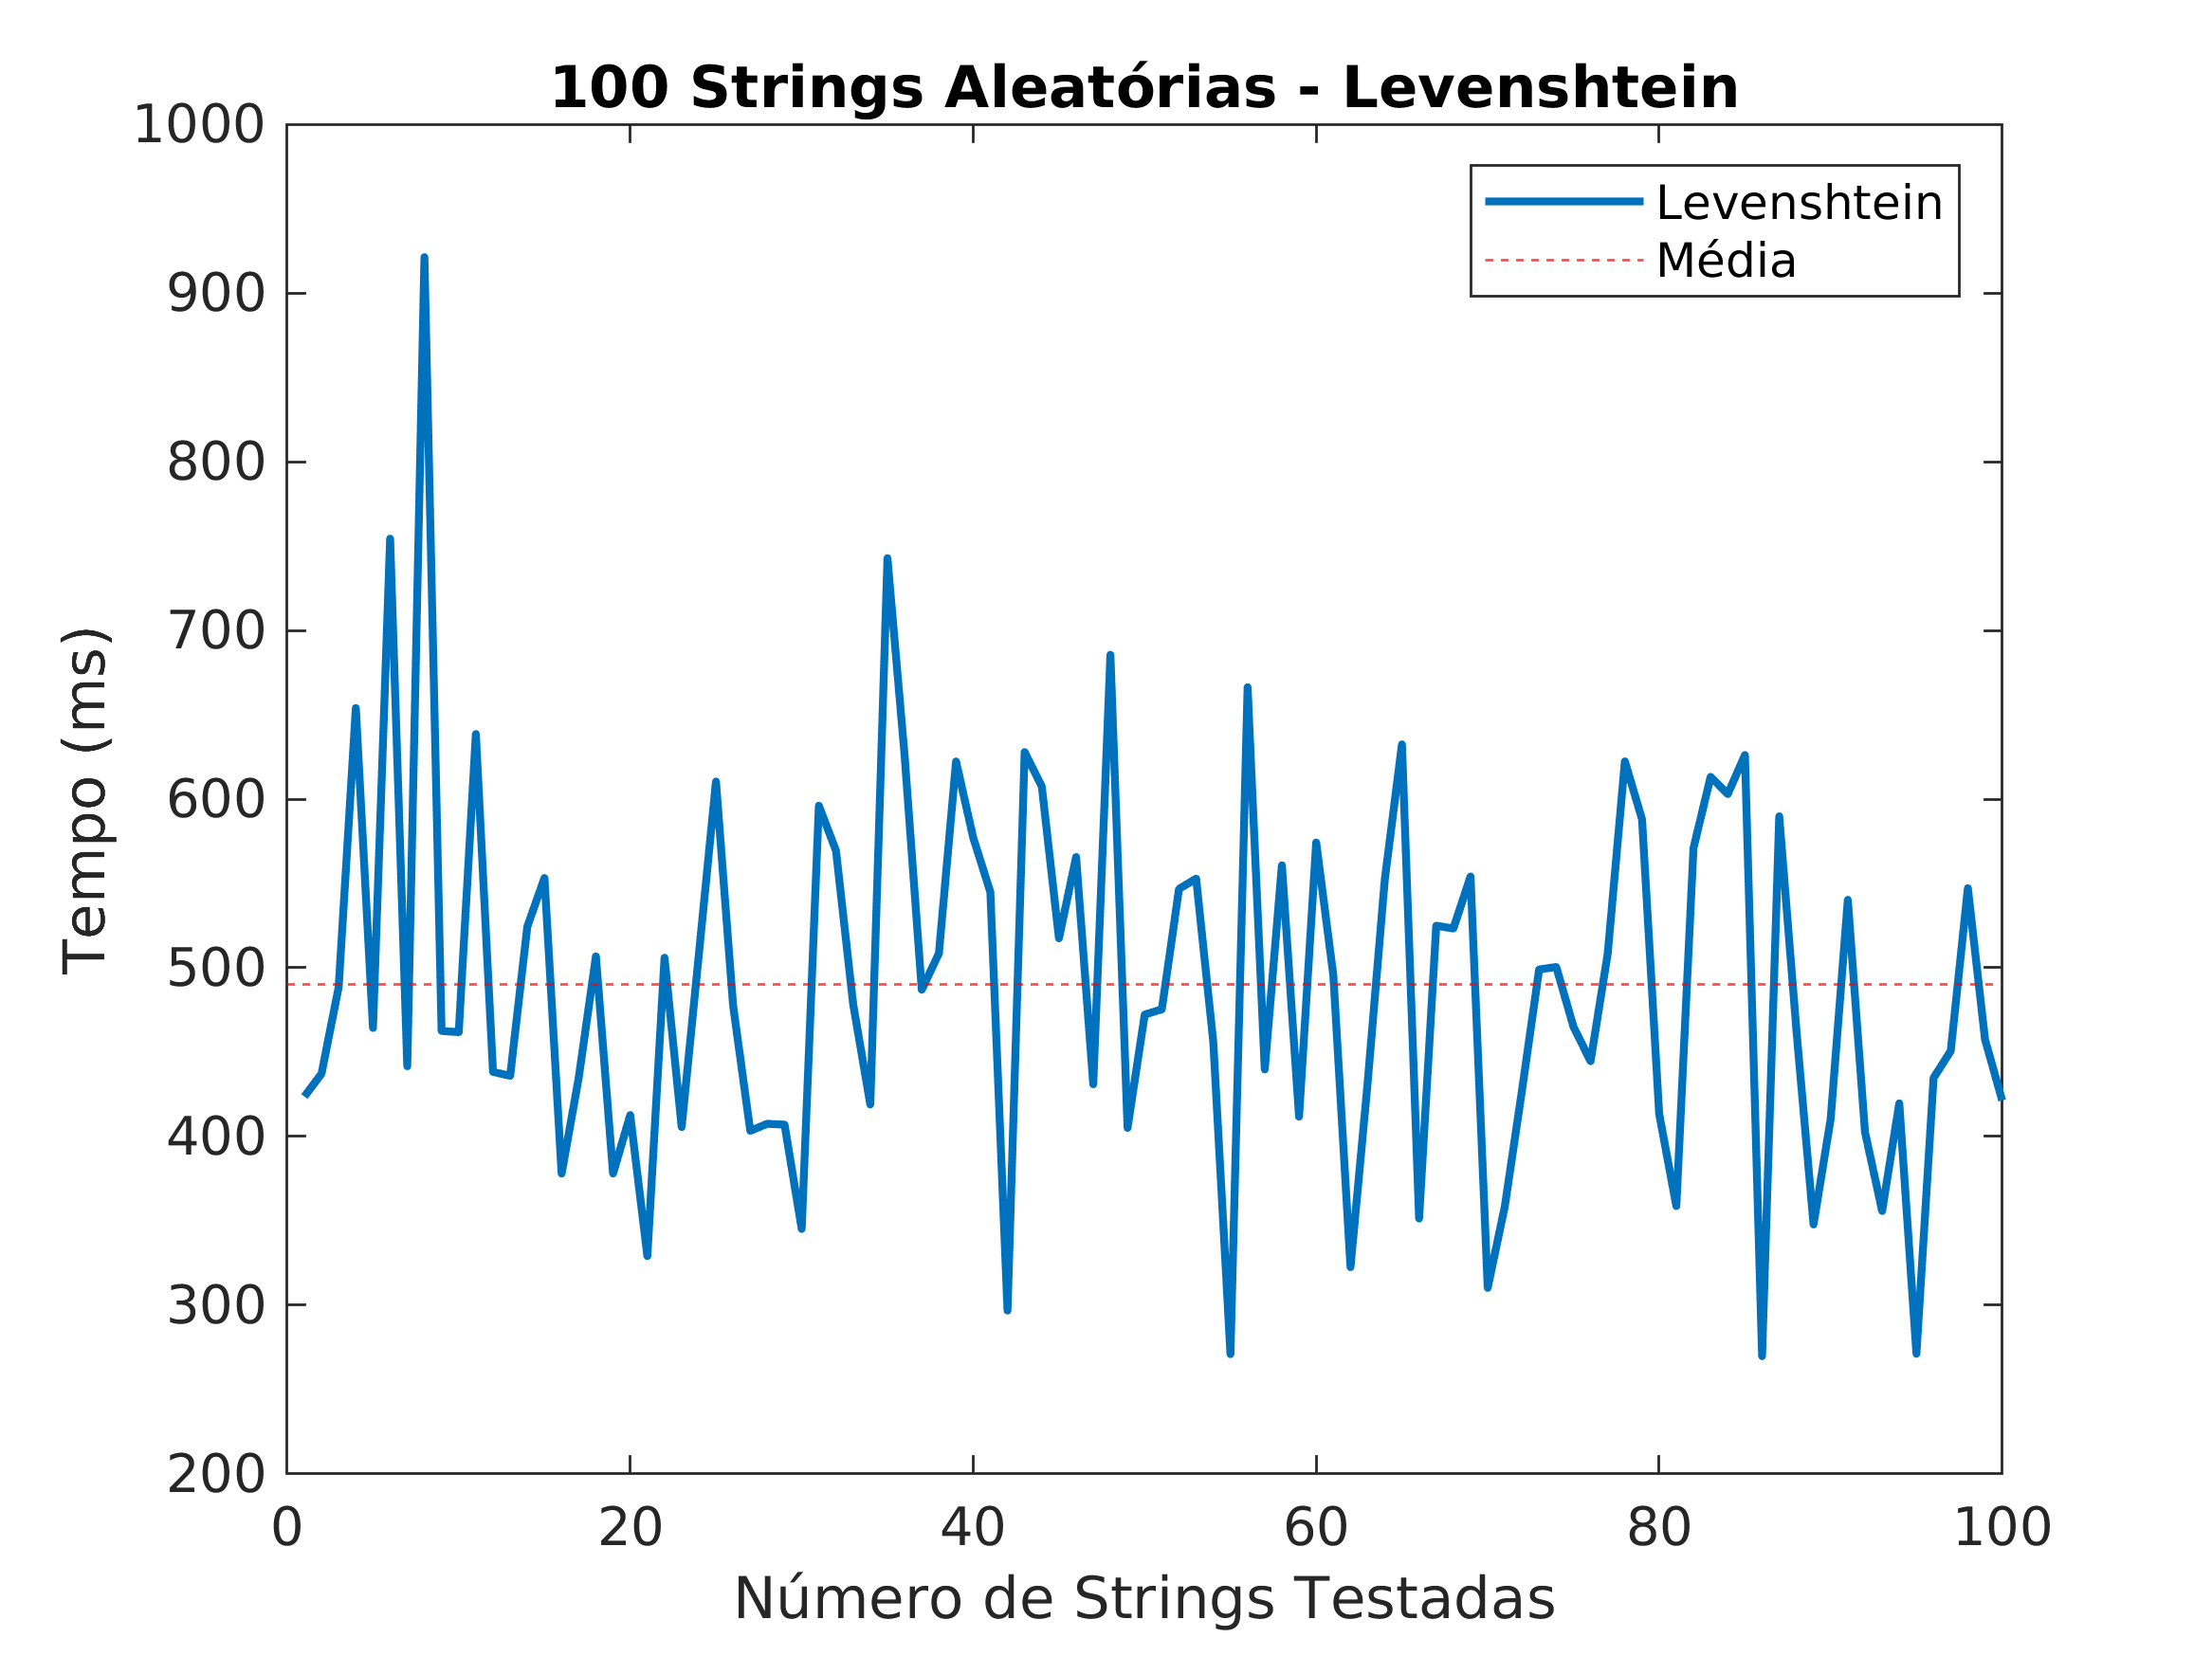 100 Strings Aleatórias - Levenshtein
1000
900
800
700
600
500
400
300
200
Tempo (ms)
Levenshtein
Média
0 20 40 60 80 100
Número de Strings Testadas